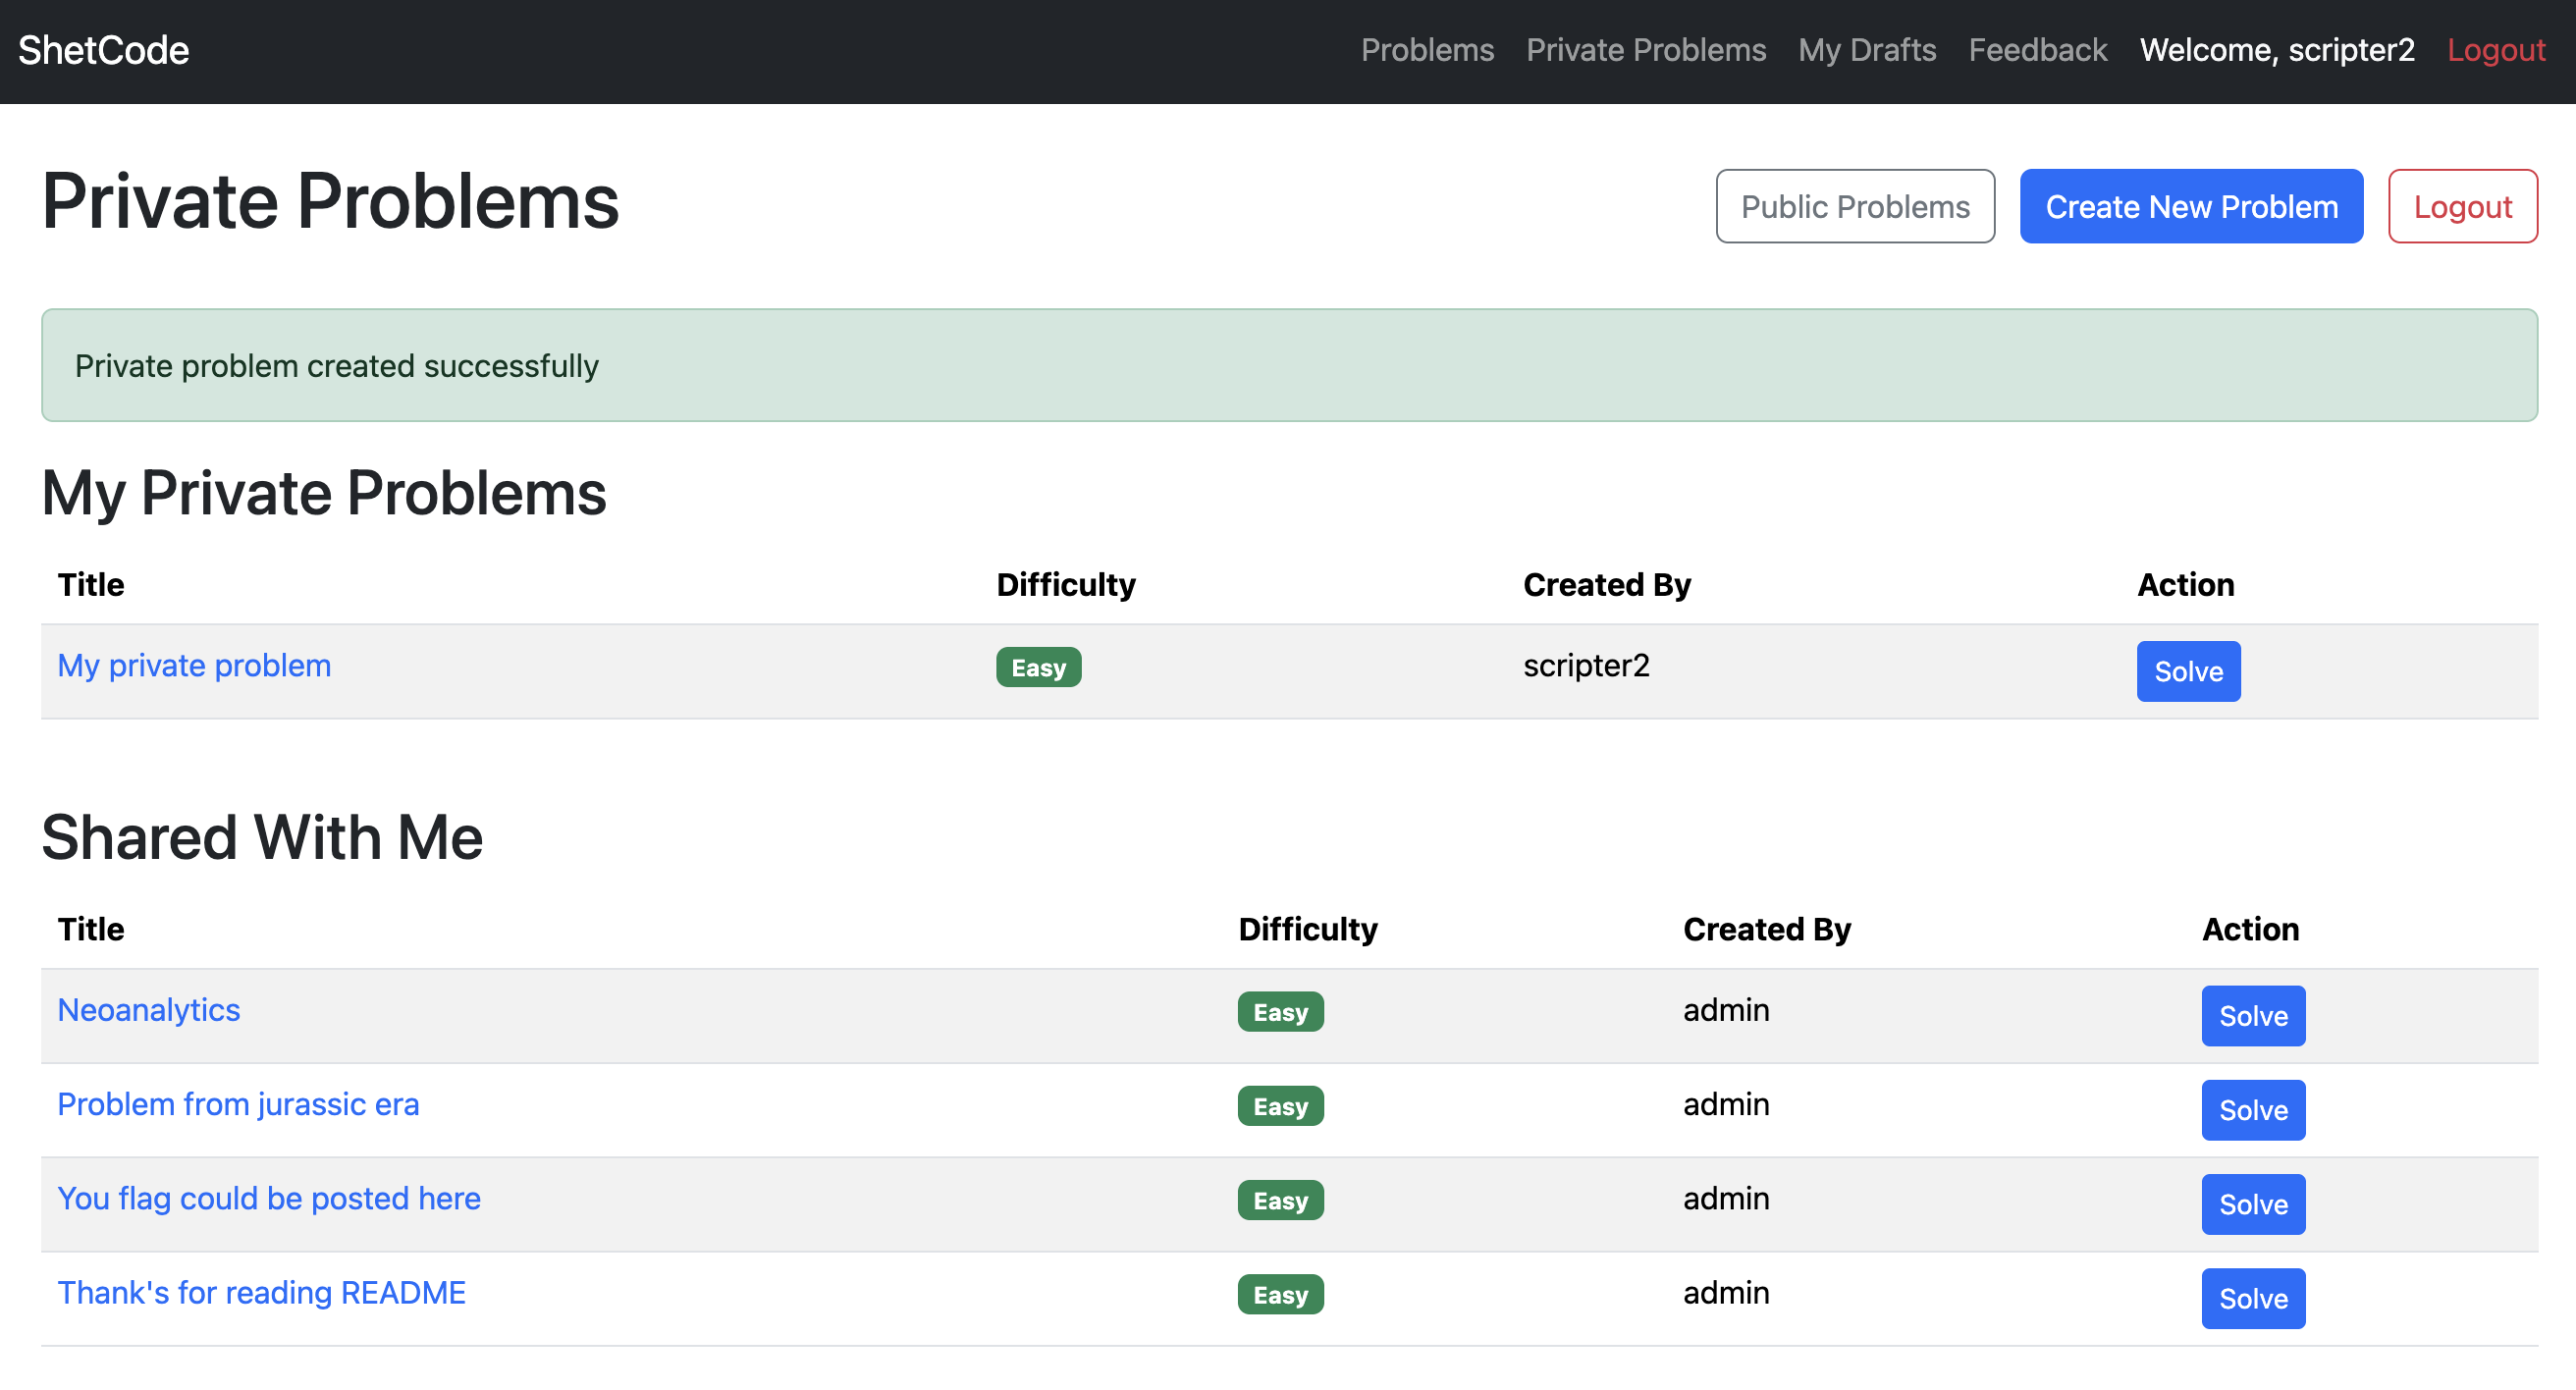 ShetCode Problems Private Problems My Drafts Feedback Welcome, scripter2 Logout
Private Problems Public Problems Create New Problem Logout
Private problem created successfully
My Private Problems
Title Difficulty Created By Action
My private problem Easy scripter2 Solve
Shared With Me
Title Difficulty Created By Action
Neoanalytics Easy admin Solve
Problem from jurassic era Easy admin Solve
You flag could be posted here Easy admin Solve
Thank's for reading README Easy admin Solve